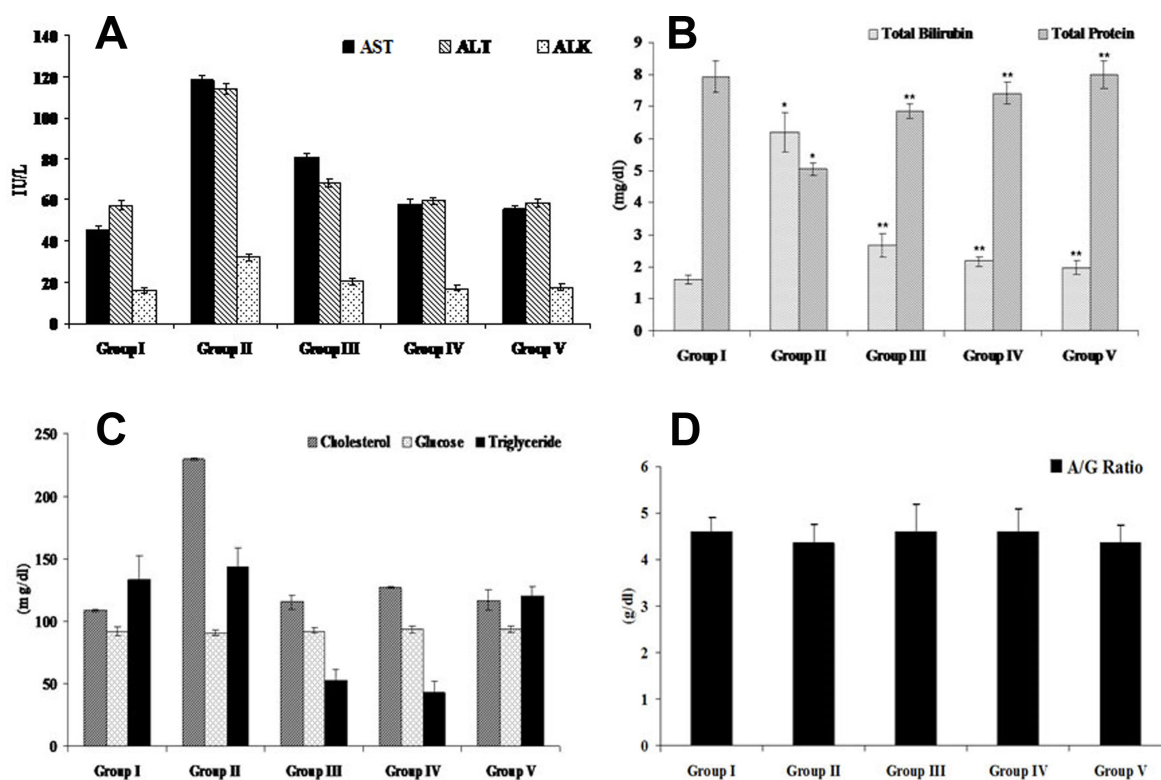 A
AST ALT ALK
140
120
100
80
60
40
20
0
IU/L
Group I Group II Group III Group IV Group V
B
Total Bilirubin Total Protein
9
8
7
6
5
4
3
2
1
0
(mg/dl)
* * ** ** ** ** ** **
Group I Group II Group III Group IV Group V
C
Cholesterol Glucose Triglyceride
250
200
150
100
50
0
(mg/dl)
Group I Group II Group III Group IV Group V
D
A/G Ratio
6
5
4
3
2
1
0
(g/dl)
Group I Group II Group III Group IV Group V